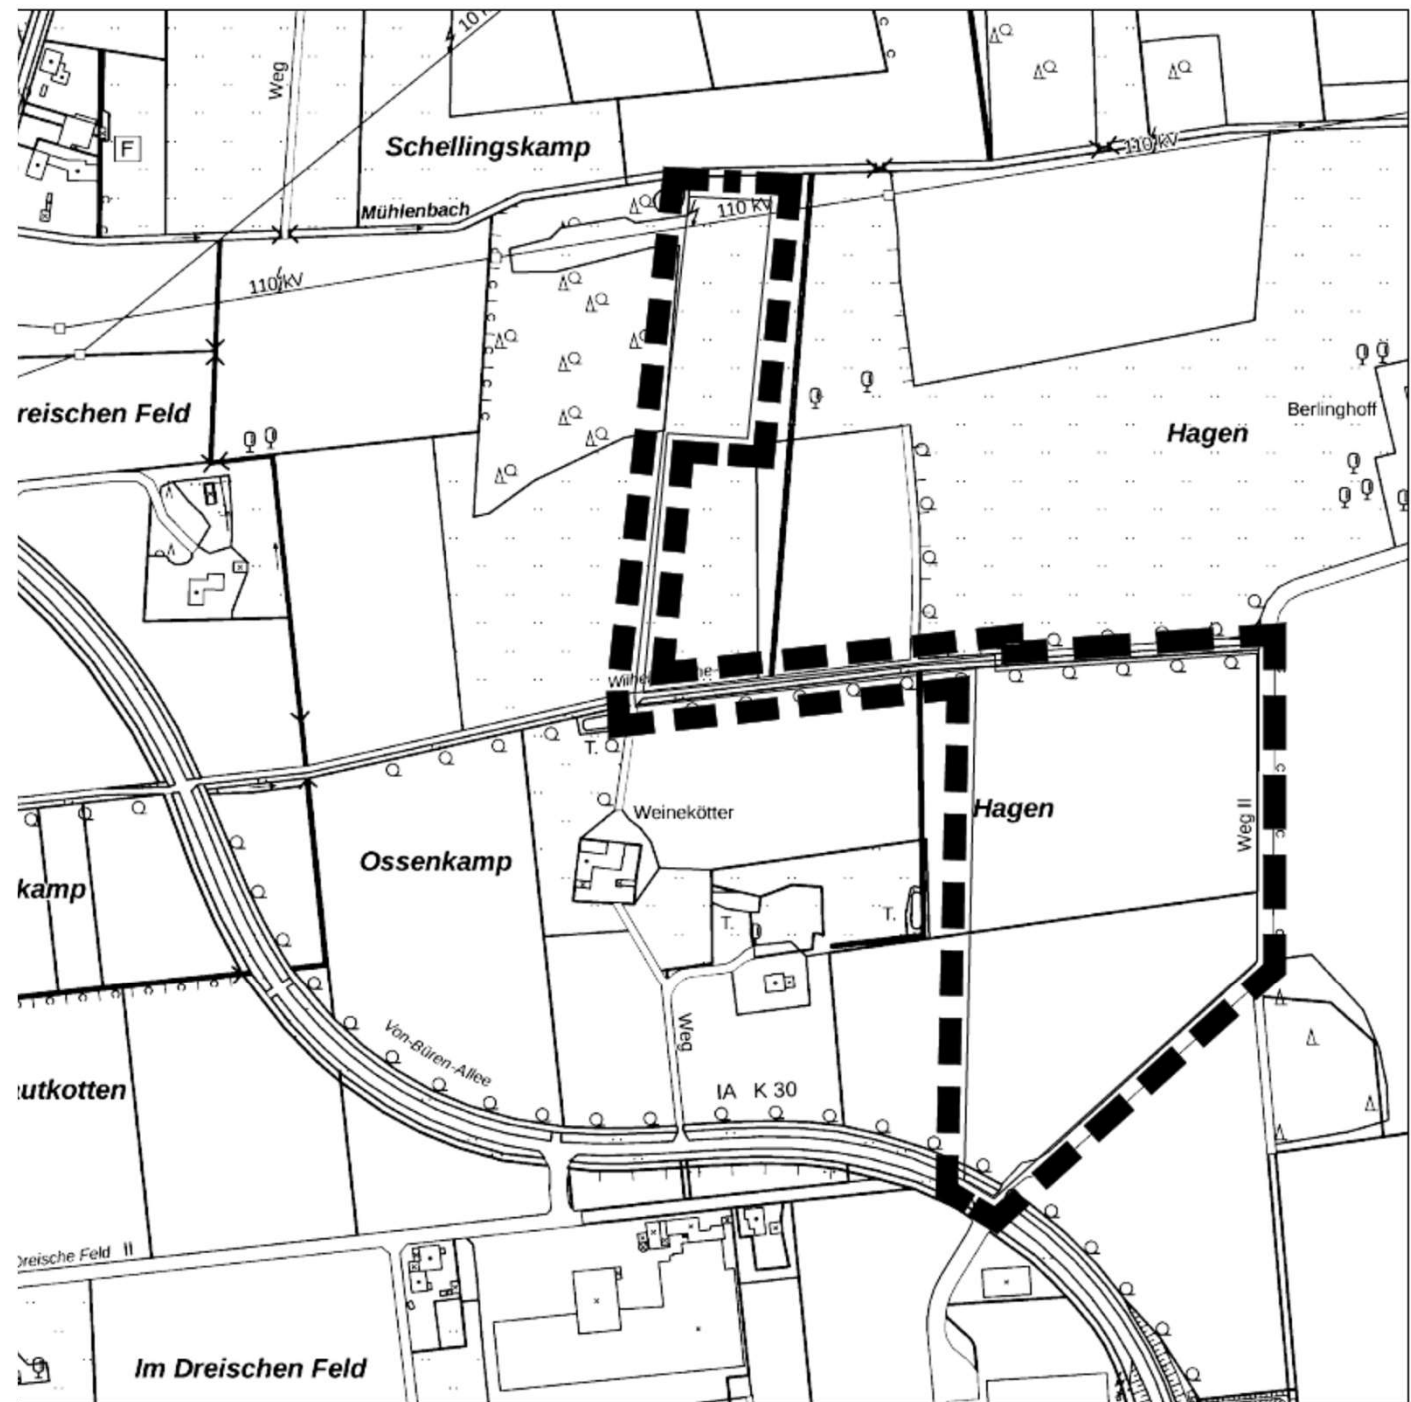 Weg
Schellingskamp
F
Mühlenbach
110 kV
110 kV
110 kV
reischen Feld
Berlinghoff
Hagen
T.
Weinekötter
Hagen
Weg II
Ossenkamp
kamp
T.
T.
Weg
Von-Büren-Allee
IA K 30
utkotten
Dreische Feld II
Im Dreischen Feld